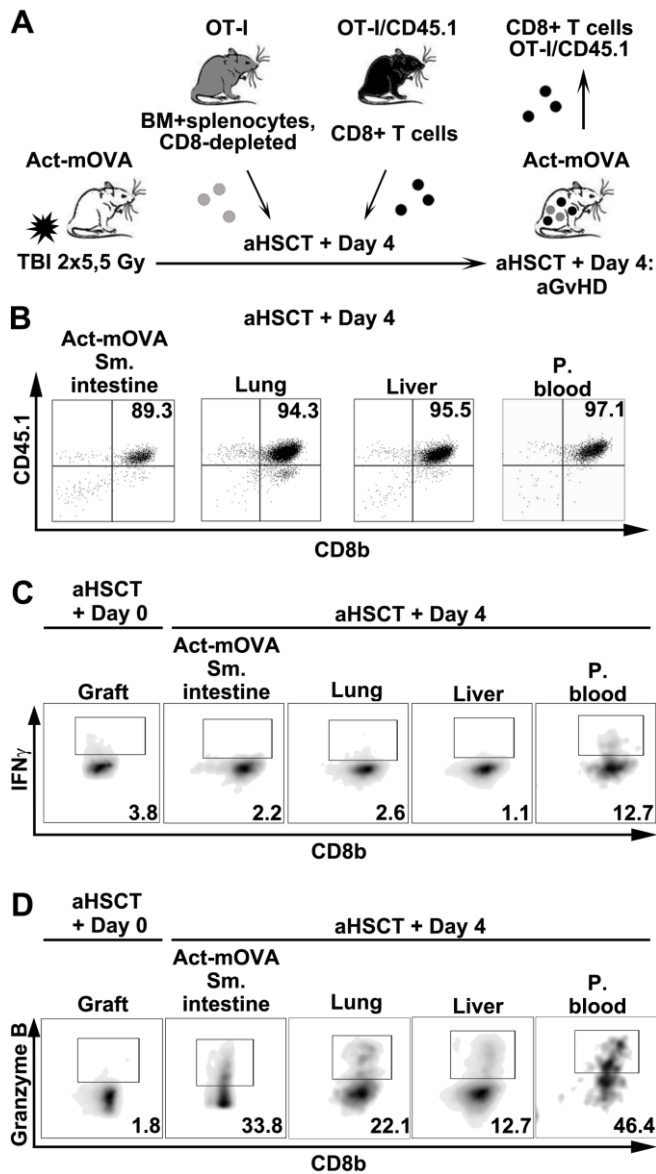 A
OT-I
OT-I/CD45.1
CD8+ T cells
OT-I/CD45.1
BM+splenocytes,
CD8-depleted
CD8+ T cells
Act-mOVA
Act-mOVA
aHSCT + Day 4
TBI 2x5,5 Gy
aHSCT + Day 4:
aGvHD
B
aHSCT + Day 4
Act-mOVA
Sm.
intestine
Lung
Liver
P.
blood
89.3
94.3
95.5
97.1
CD45.1
CD8b
C
aHSCT
+ Day 0
aHSCT + Day 4
Act-mOVA
Graft
Sm.
intestine
Lung
Liver
P.
blood
IFNγ
3.8
2.2
2.6
1.1
12.7
CD8b
D
aHSCT
+ Day 0
aHSCT + Day 4
Act-mOVA
Graft
Sm.
intestine
Lung
Liver
P.
blood
Granzyme B
1.8
33.8
22.1
12.7
46.4
CD8b